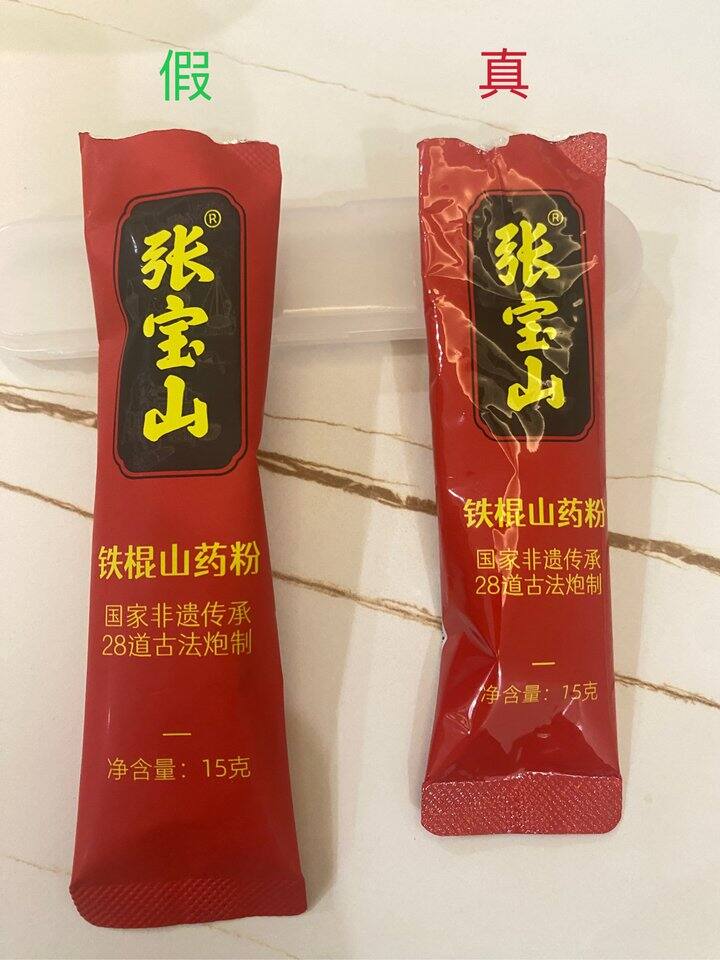 假
真
®
张宝山
铁棍山药粉
国家非遗传承
28道古法炮制
净含量：15克
®
张宝山
铁棍山药粉
国家非遗传承
28道古法炮制
净含量：15克